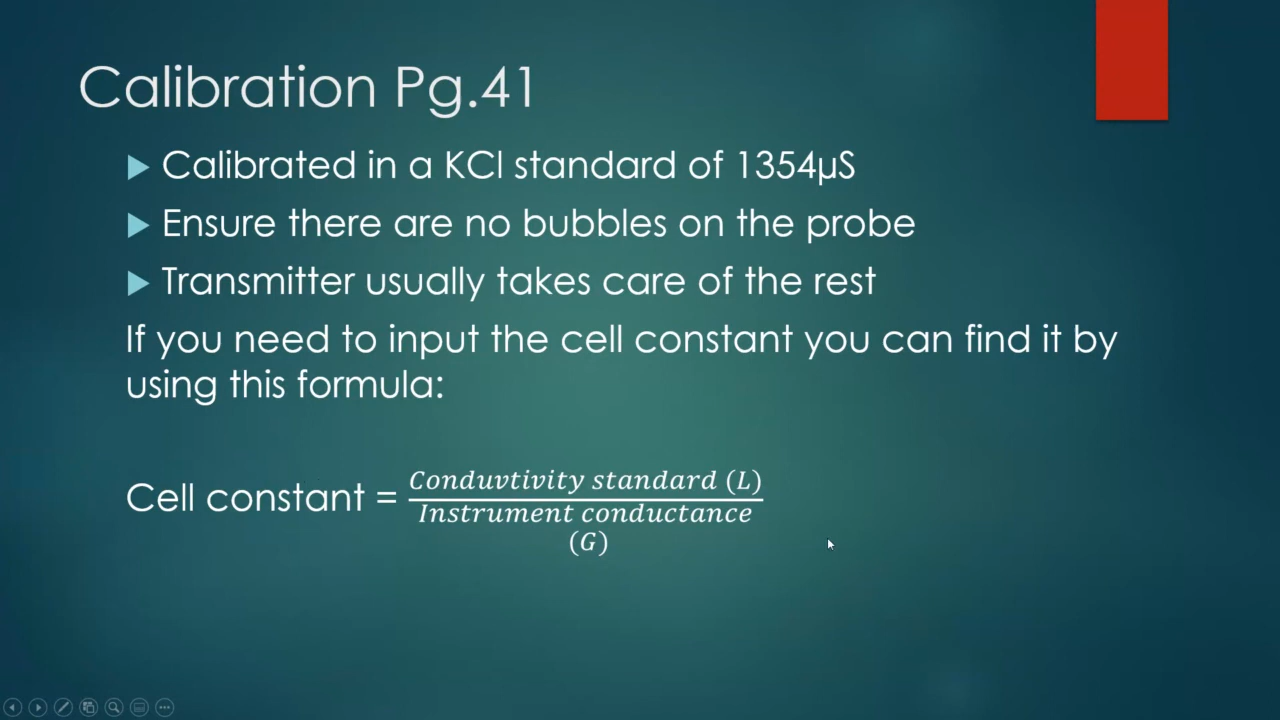 Calibration Pg.41
Calibrated in a KCl standard of 1354µS
Ensure there are no bubbles on the probe
Transmitter usually takes care of the rest
If you need to input the cell constant you can find it by
using this formula:
Cell constant =
Conduvtivity standard (L)
Instrument conductance
(G)